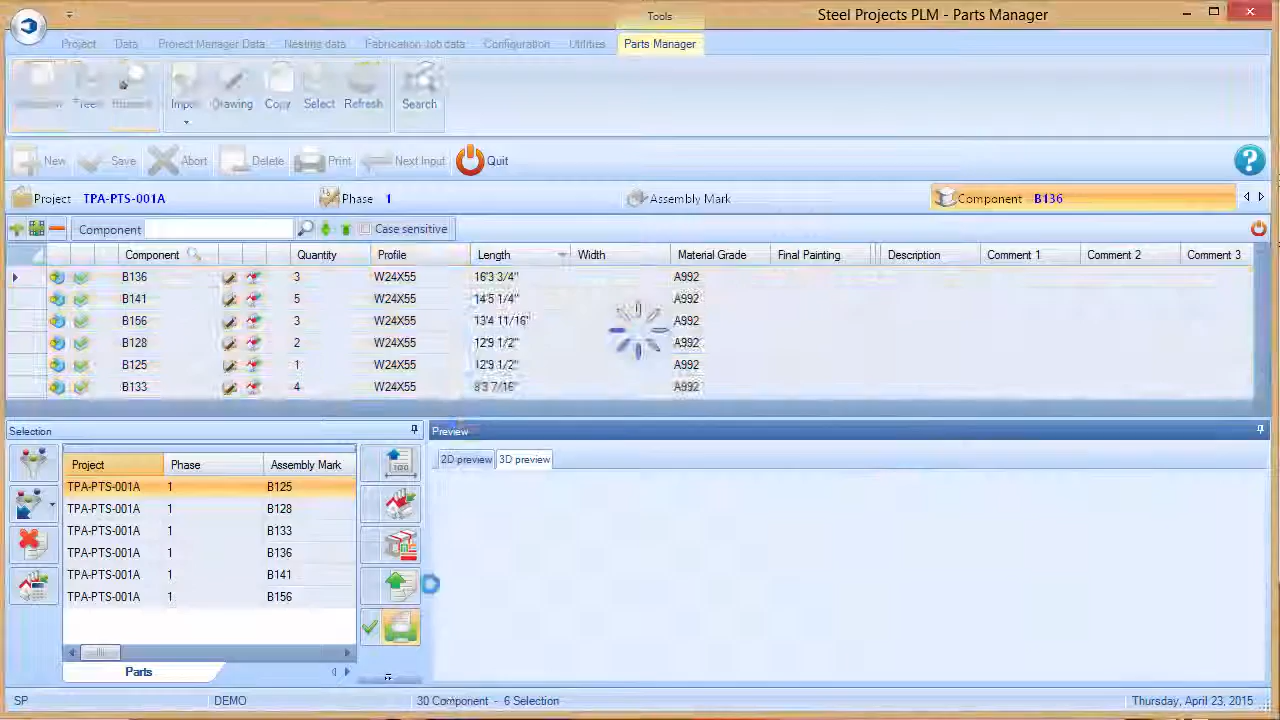 Tools
Steel Projects PLM - Parts Manager
Project Data Project Manager Data Nesting data Fabrication Job data Configuration Utilities Parts Manager
Tree Drawing Copy Select Refresh Search
New Save Abort Delete Print Next Input Quit
Project TPA-PTS-001A Phase 1 Assembly Mark Component B136
Component Case sensitive
Component Quantity Profile Length Width Material Grade Final Painting Description Comment 1 Comment 2 Comment 3
B136 3 W24X55 16'3 3/4" A992
B141 5 W24X55 14'5 1/4" A992
B156 3 W24X55 13'4 11/16" A992
B128 2 W24X55 12'9 1/2" A992
B125 1 W24X55 12'9 1/2" A992
B133 4 W24X55 8'3 7/16" A992
Selection Preview
2D preview 3D preview
Project Phase Assembly Mark
TPA-PTS-001A 1 B125
TPA-PTS-001A 1 B128
TPA-PTS-001A 1 B133
TPA-PTS-001A 1 B136
TPA-PTS-001A 1 B141
TPA-PTS-001A 1 B156
Parts
SP DEMO 30 Component - 6 Selection Thursday, April 23, 2015